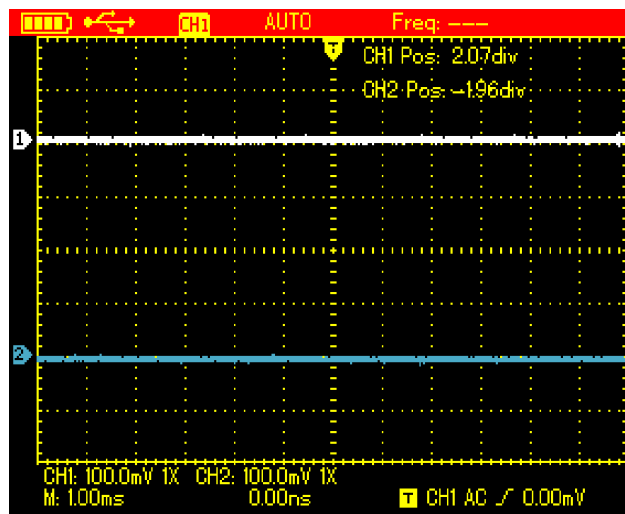 CH1 AUTO Freq: ---
T
CH1 Pos: 2.07div
CH2 Pos: -1.96div
1
2
CH1: 100.0mV 1X CH2: 100.0mV 1X
M: 1.00ms 0.00ns T CH1 AC 0.00mV